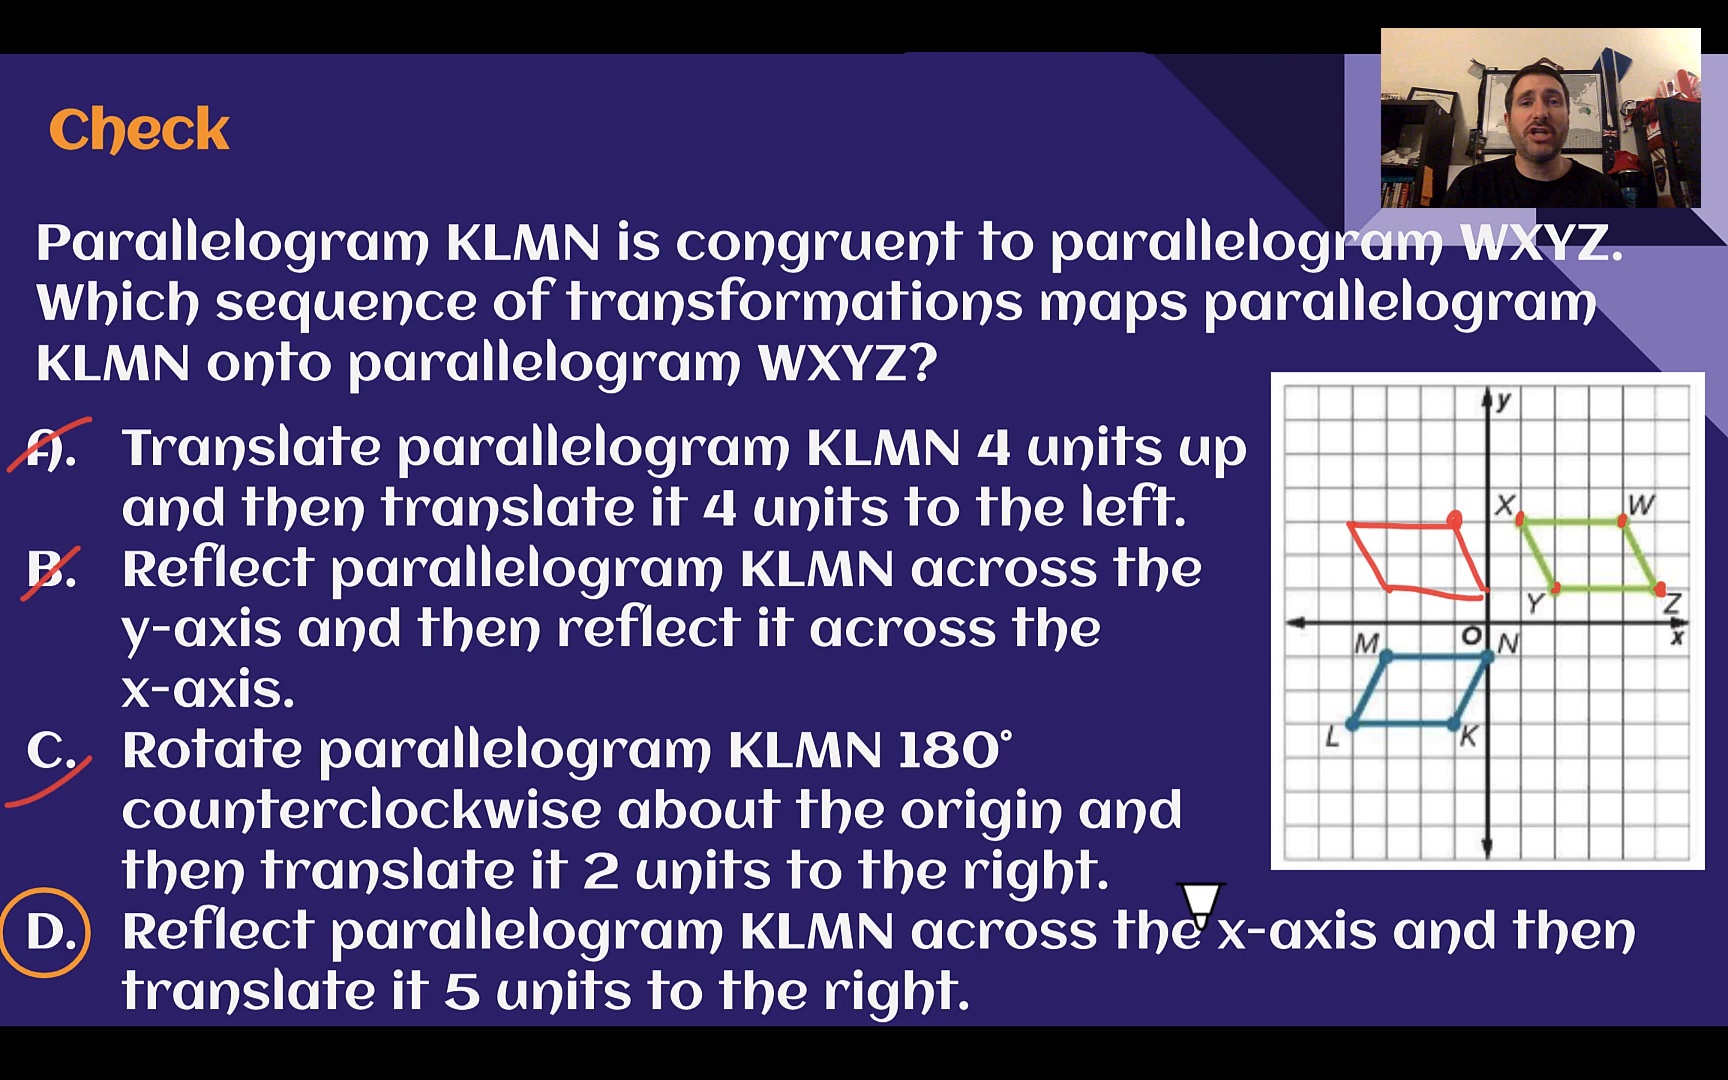 Check
Parallelogram KLMN is congruent to parallelogram WXYZ.
Which sequence of transformations maps parallelogram
KLMN onto parallelogram WXYZ?
A. Translate parallelogram KLMN 4 units up
and then translate it 4 units to the left.
B. Reflect parallelogram KLMN across the
y-axis and then reflect it across the
x-axis.
C. Rotate parallelogram KLMN 180°
counterclockwise about the origin and
then translate it 2 units to the right.
D. Reflect parallelogram KLMN across the x-axis and then
translate it 5 units to the right.
y
X W
Y Z
M O N x
L K